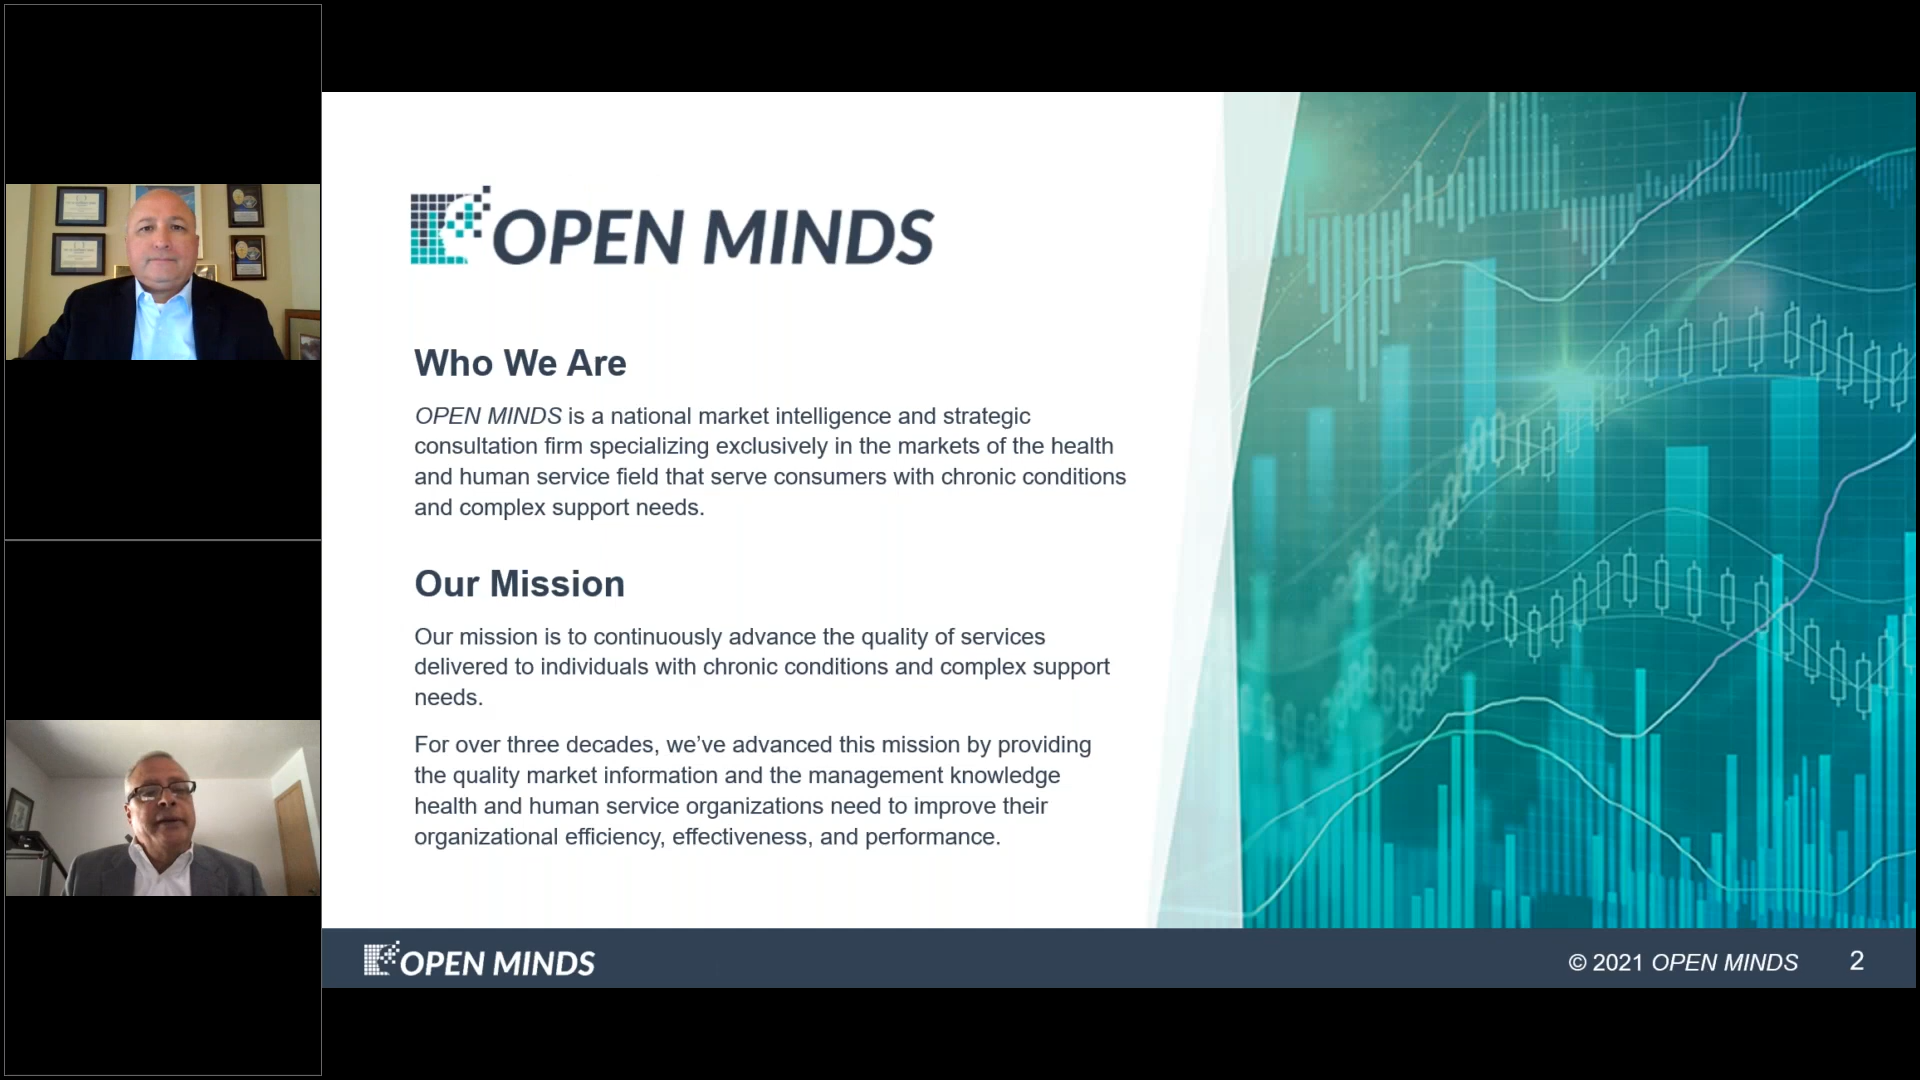 OPEN MINDS
Who We Are
OPEN MINDS is a national market intelligence and strategic
consultation firm specializing exclusively in the markets of the health
and human service field that serve consumers with chronic conditions
and complex support needs.
Our Mission
Our mission is to continuously advance the quality of services
delivered to individuals with chronic conditions and complex support
needs.
For over three decades, we’ve advanced this mission by providing
the quality market information and the management knowledge
health and human service organizations need to improve their
organizational efficiency, effectiveness, and performance.
OPEN MINDS
© 2021 OPEN MINDS 2